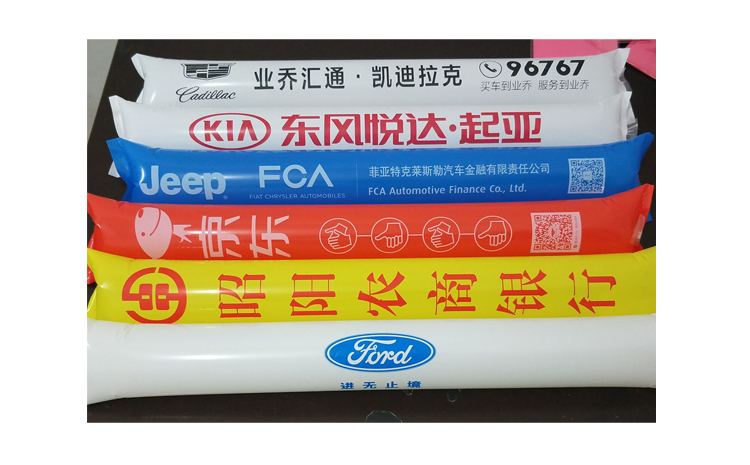 Cadillac
业乔汇通·凯迪拉克
96767
买车到业乔 服务到业乔
KIA 东风悦达·起亚
Jeep
FCA
FIAT CHRYSLER AUTOMOBILES
菲亚特克莱斯勒汽车金融有限责任公司
FCA Automotive Finance Co., Ltd.
京东
昭阳农商银行
Ford
进无止境